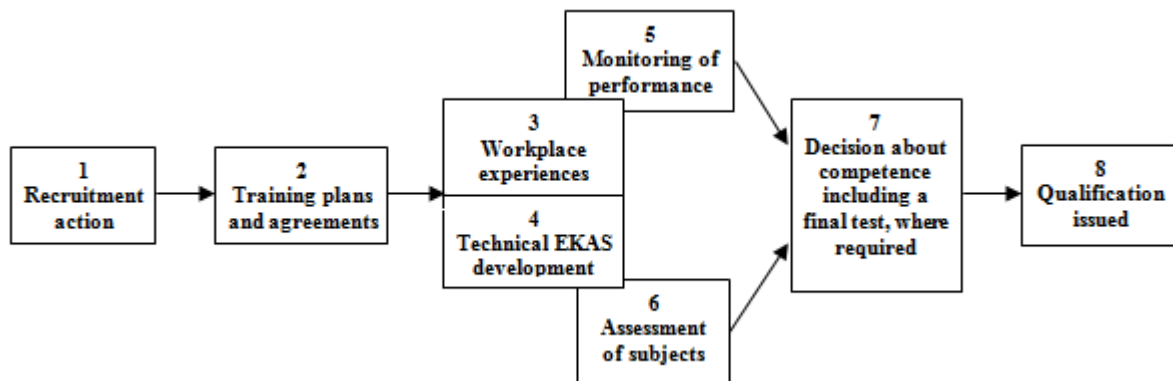 1
Recruitment
action
2
Training plans
and agreements
3
Workplace
experiences
4
Technical EKAS
development
5
Monitoring of
performance
6
Assessment
of subjects
7
Decision about
competence
including a
final test, where
required
8
Qualification
issued